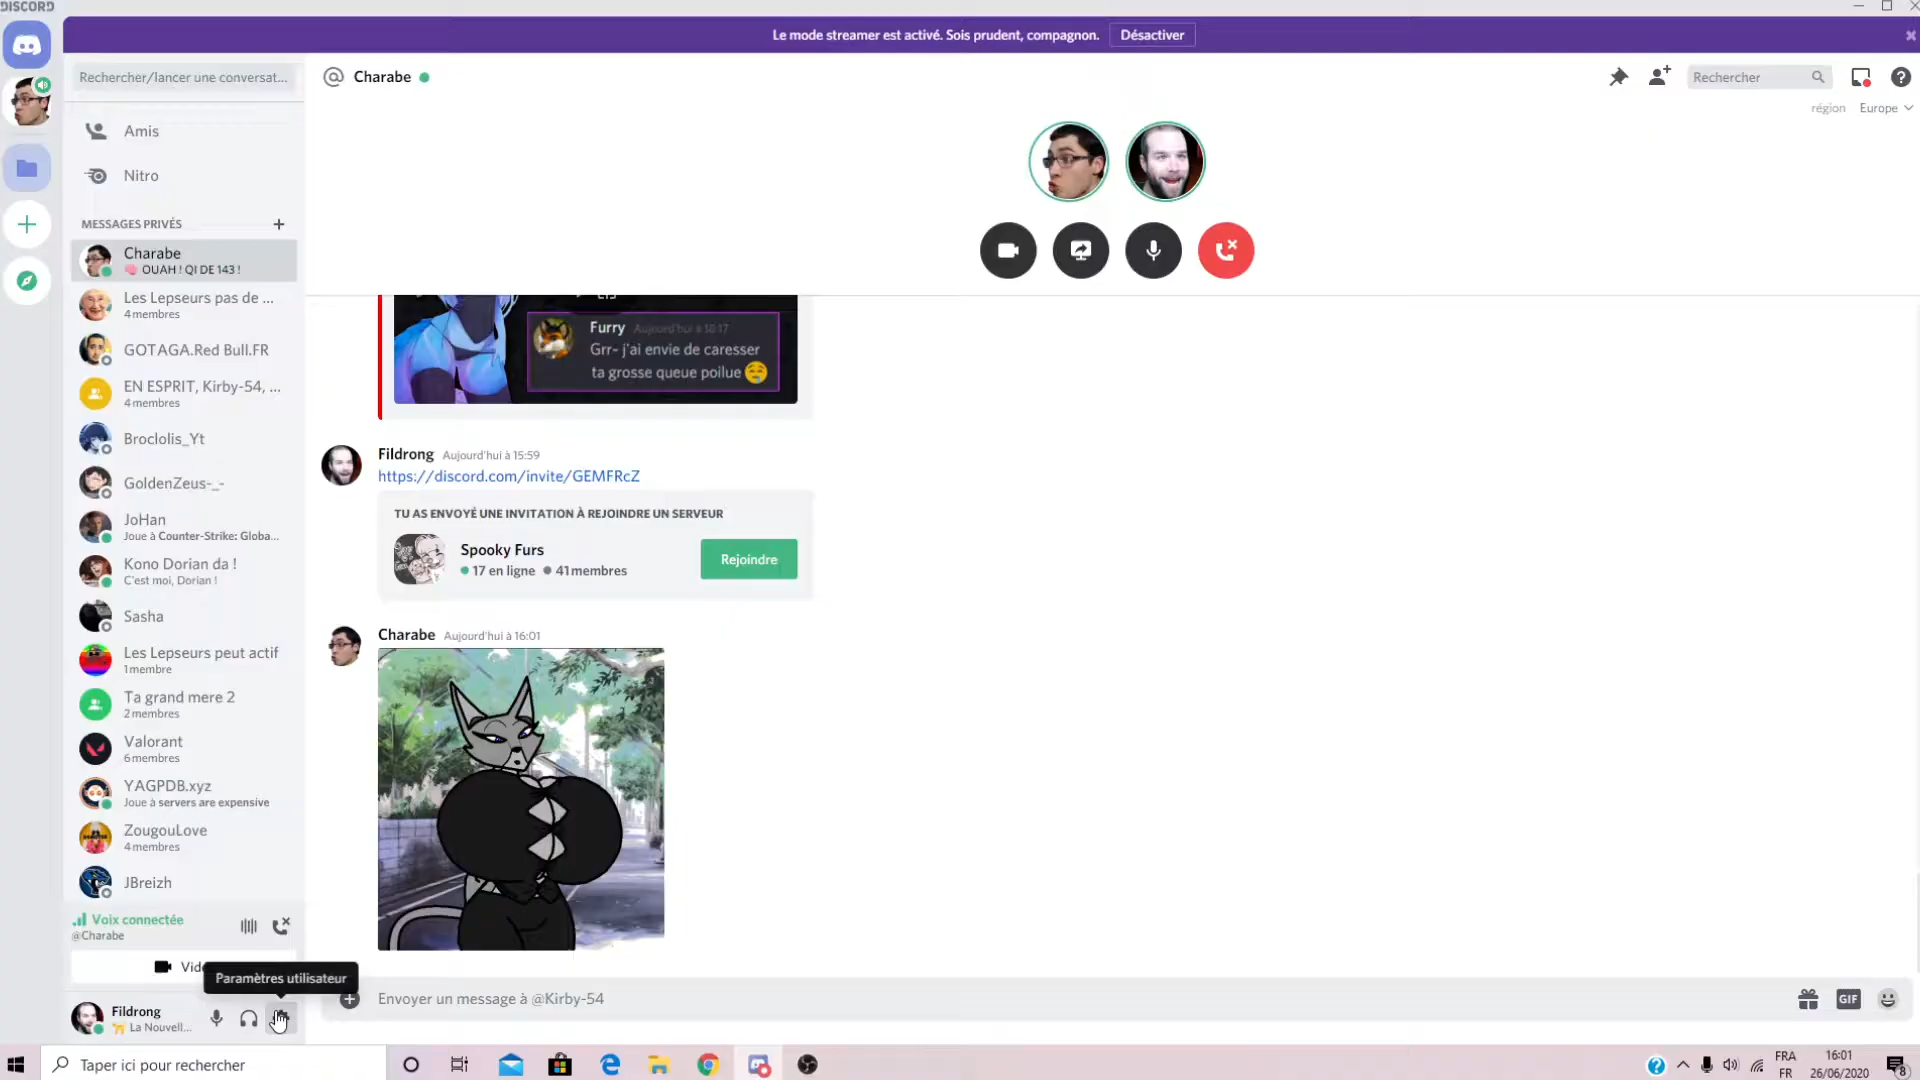 DISCORD
Le mode streamer est activé. Sois prudent, compagnon.
Désactiver
Rechercher/lancer une conversat...
Amis
Nitro
MESSAGES PRIVÉS
Charabe
OUAH ! QI DE 143 !
Les Lepseurs pas de ...
4 membres
GOTAGA.Red Bull.FR
EN ESPRIT, Kirby-54, ...
4 membres
Broclolis_Yt
GoldenZeus-_-
JoHan
Joue à Counter-Strike: Globa...
Kono Dorian da !
C'est moi, Dorian !
Sasha
Les Lepseurs peut actif
1 membre
Ta grand mere 2
2 membres
Valorant
6 membres
YAGPDB.xyz
Joue à servers are expensive
ZougouLove
4 membres
JBreizh
Voix connectée
@Charabe
Paramètres utilisateur
Fildrong
La Nouvell...
Charabe
Rechercher
région Europe
Furry Aujourd'hui à 18:17
Grr- j'ai envie de caresser
ta grosse queue poilue
Fildrong Aujourd'hui à 15:59
https://discord.com/invite/GEMFRcZ
TU AS ENVOYÉ UNE INVITATION À REJOINDRE UN SERVEUR
Spooky Furs
17 en ligne 41 membres
Rejoindre
Charabe Aujourd'hui à 16:01
Envoyer un message à @Kirby-54
GIF
Taper ici pour rechercher
FRA
FR
16:01
26/06/2020
8